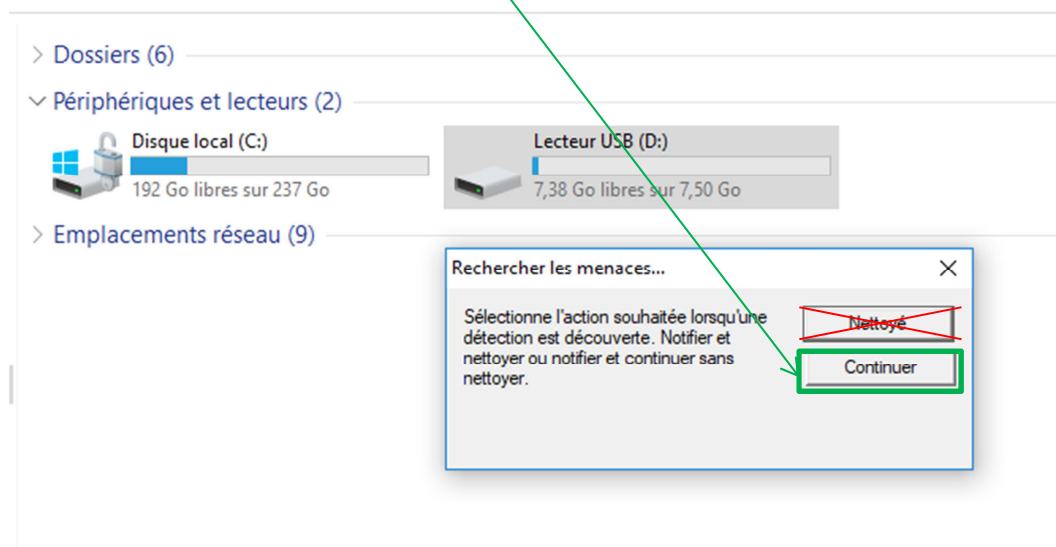 Dossiers (6)
Périphériques et lecteurs (2)
Disque local (C:)
192 Go libres sur 237 Go
Lecteur USB (D:)
7,38 Go libres sur 7,50 Go
Emplacements réseau (9)
Rechercher les menaces...
Sélectionne l'action souhaitée lorsqu'une
détection est découverte. Notifier et
nettoyer ou notifier et continuer sans
nettoyer.
Nettoyé
Continuer